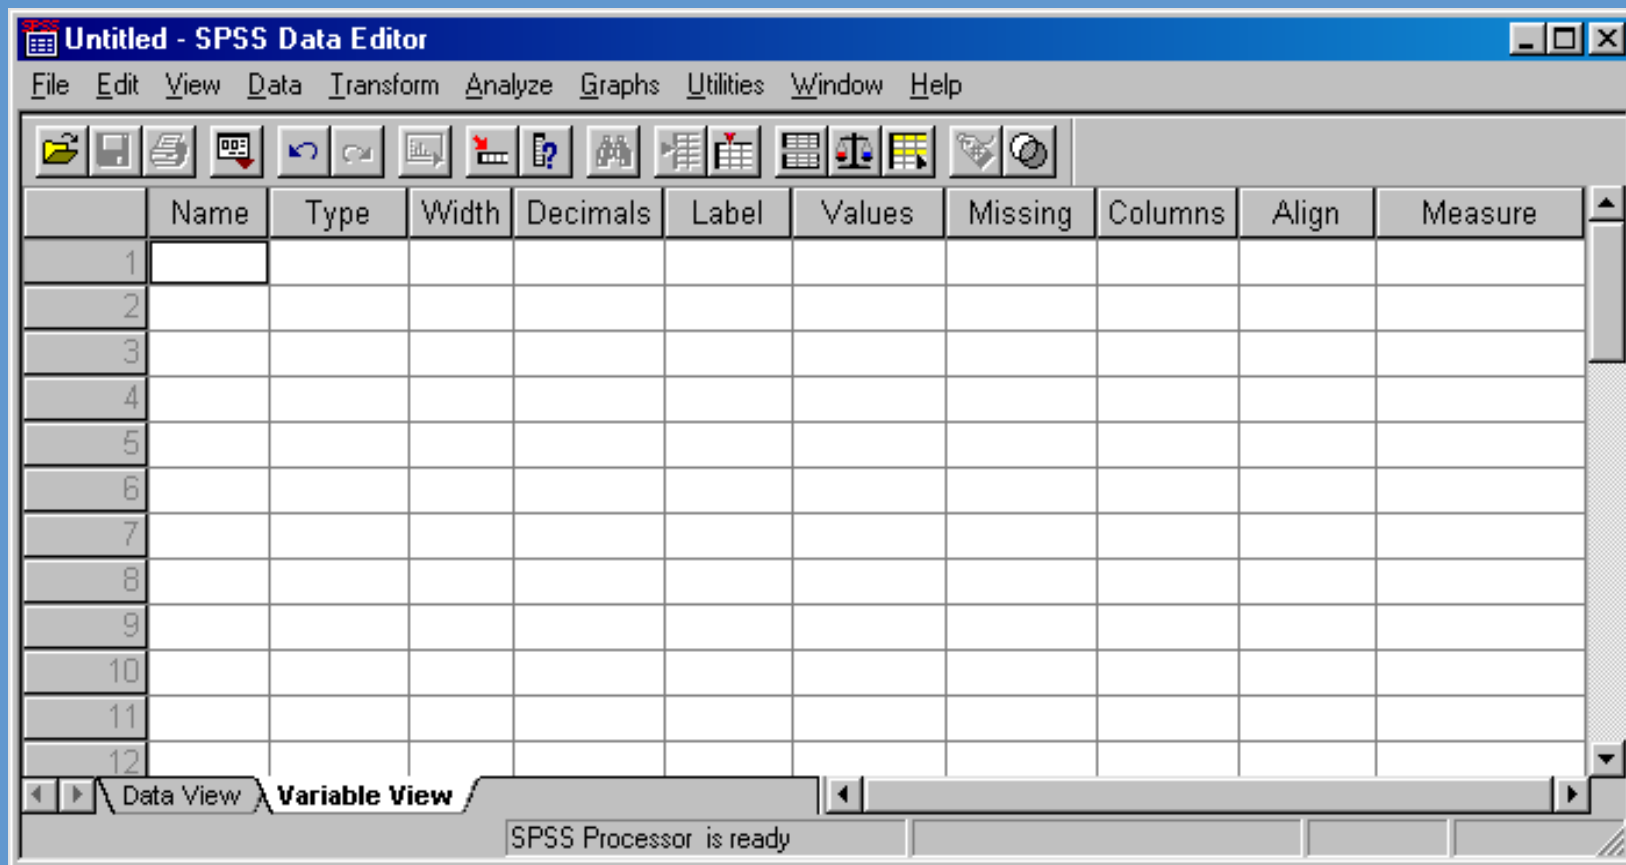 SPSS
Untitled - SPSS Data Editor
File Edit View Data Transform Analyze Graphs Utilities Window Help
Name Type Width Decimals Label Values Missing Columns Align Measure
1
2
3
4
5
6
7
8
9
10
11
12
Data View Variable View
SPSS Processor is ready